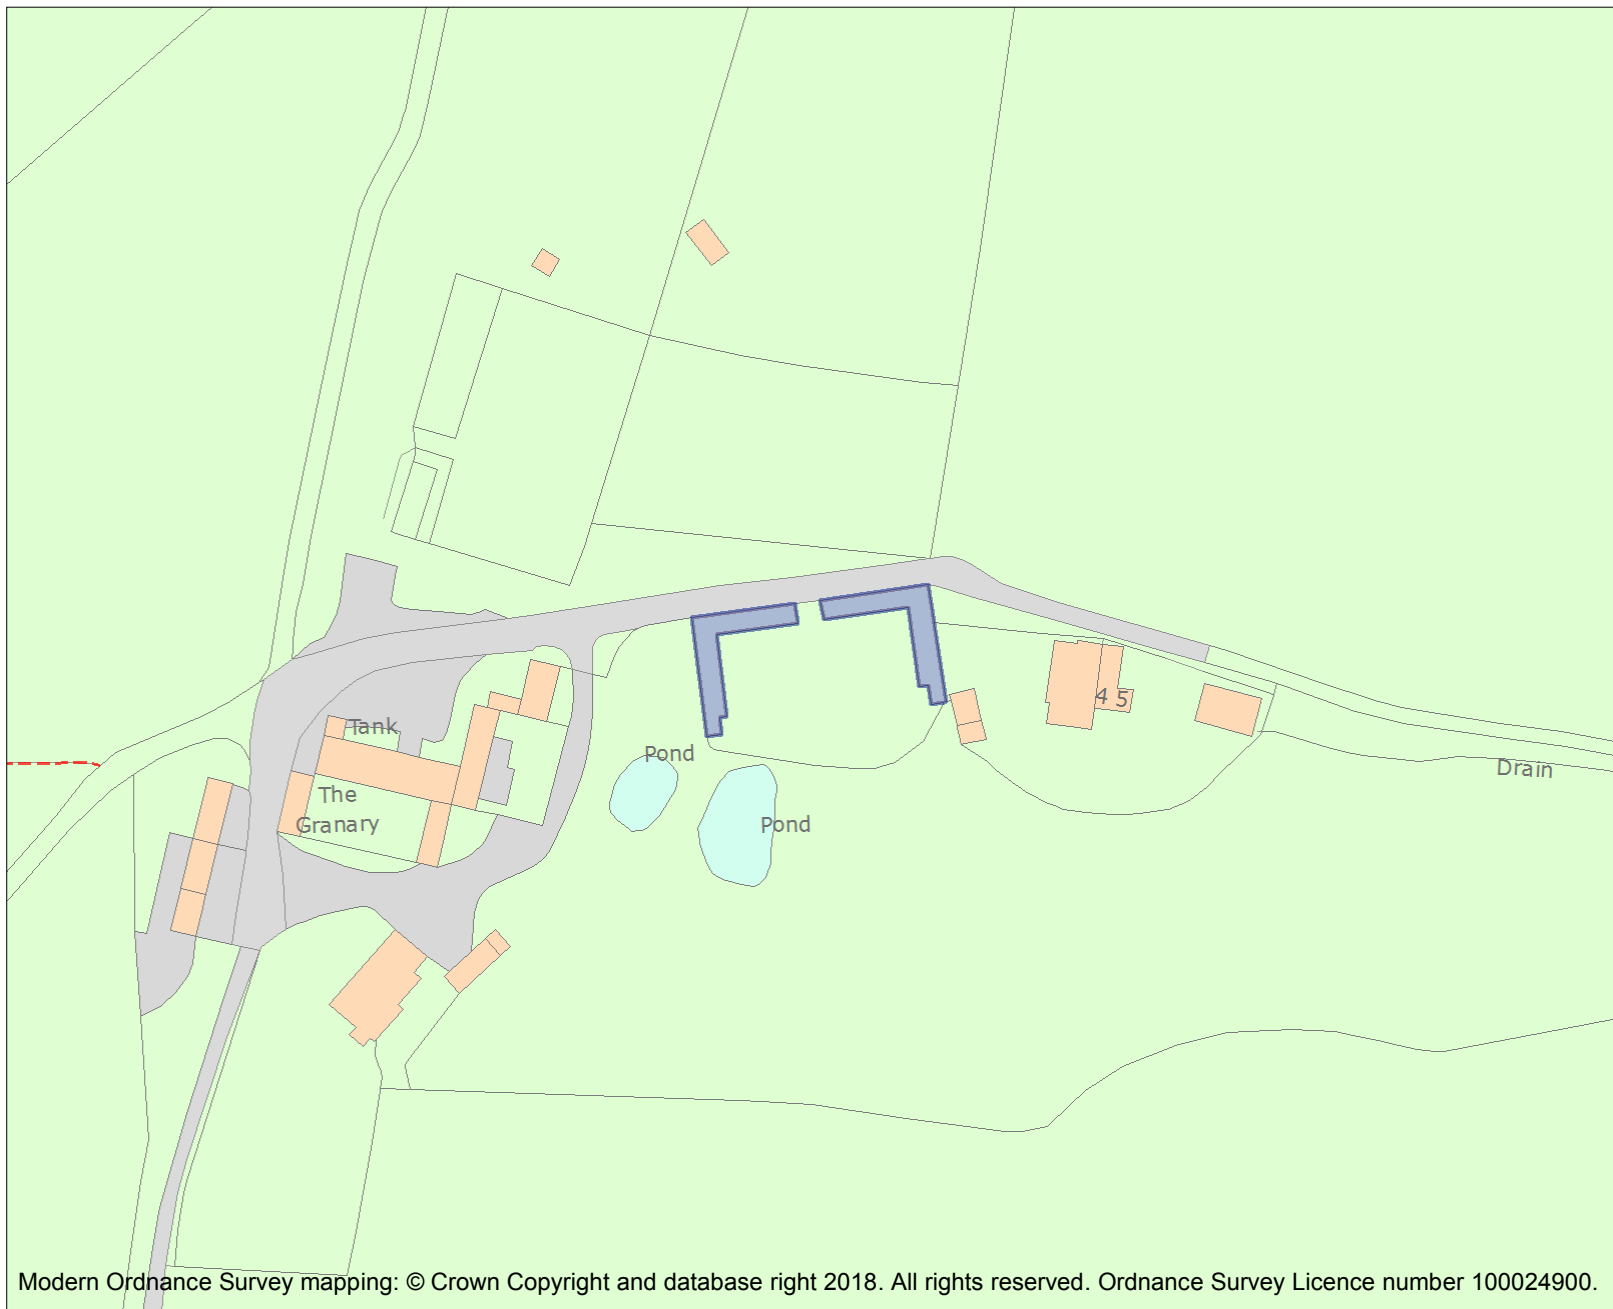 4 5
Tank
Pond
Drain
The
Granary
Pond
Modern Ordnance Survey mapping: © Crown Copyright and database right 2018. All rights reserved. Ordnance Survey Licence number 100024900.